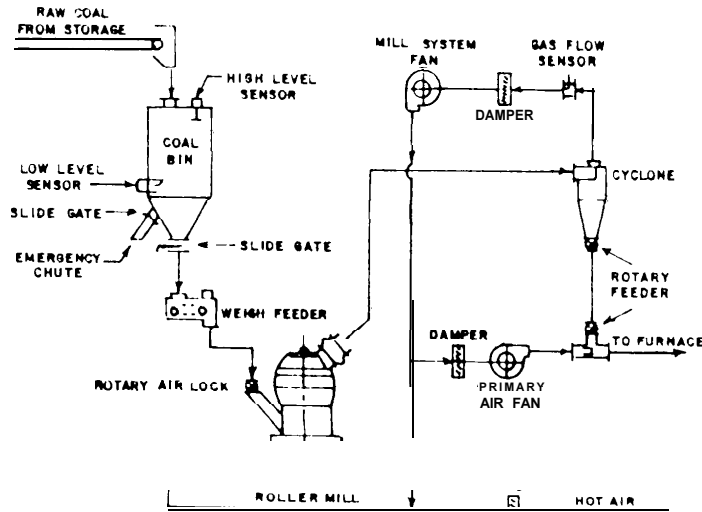 RAW COAL
FROM STORAGE
HIGH LEVEL
SENSOR
COAL
BIN
LOW LEVEL
SENSOR
SLIDE GATE
EMERGENCY
CHUTE
SLIDE GATE
WEIGH FEEDER
ROTARY AIR LOCK
MILL SYSTEM
FAN
GAS FLOW
SENSOR
DAMPER
CYCLONE
ROTARY
FEEDER
DAMPER
TO FURNACE
PRIMARY
AIR FAN
ROLLER MILL
HOT AIR